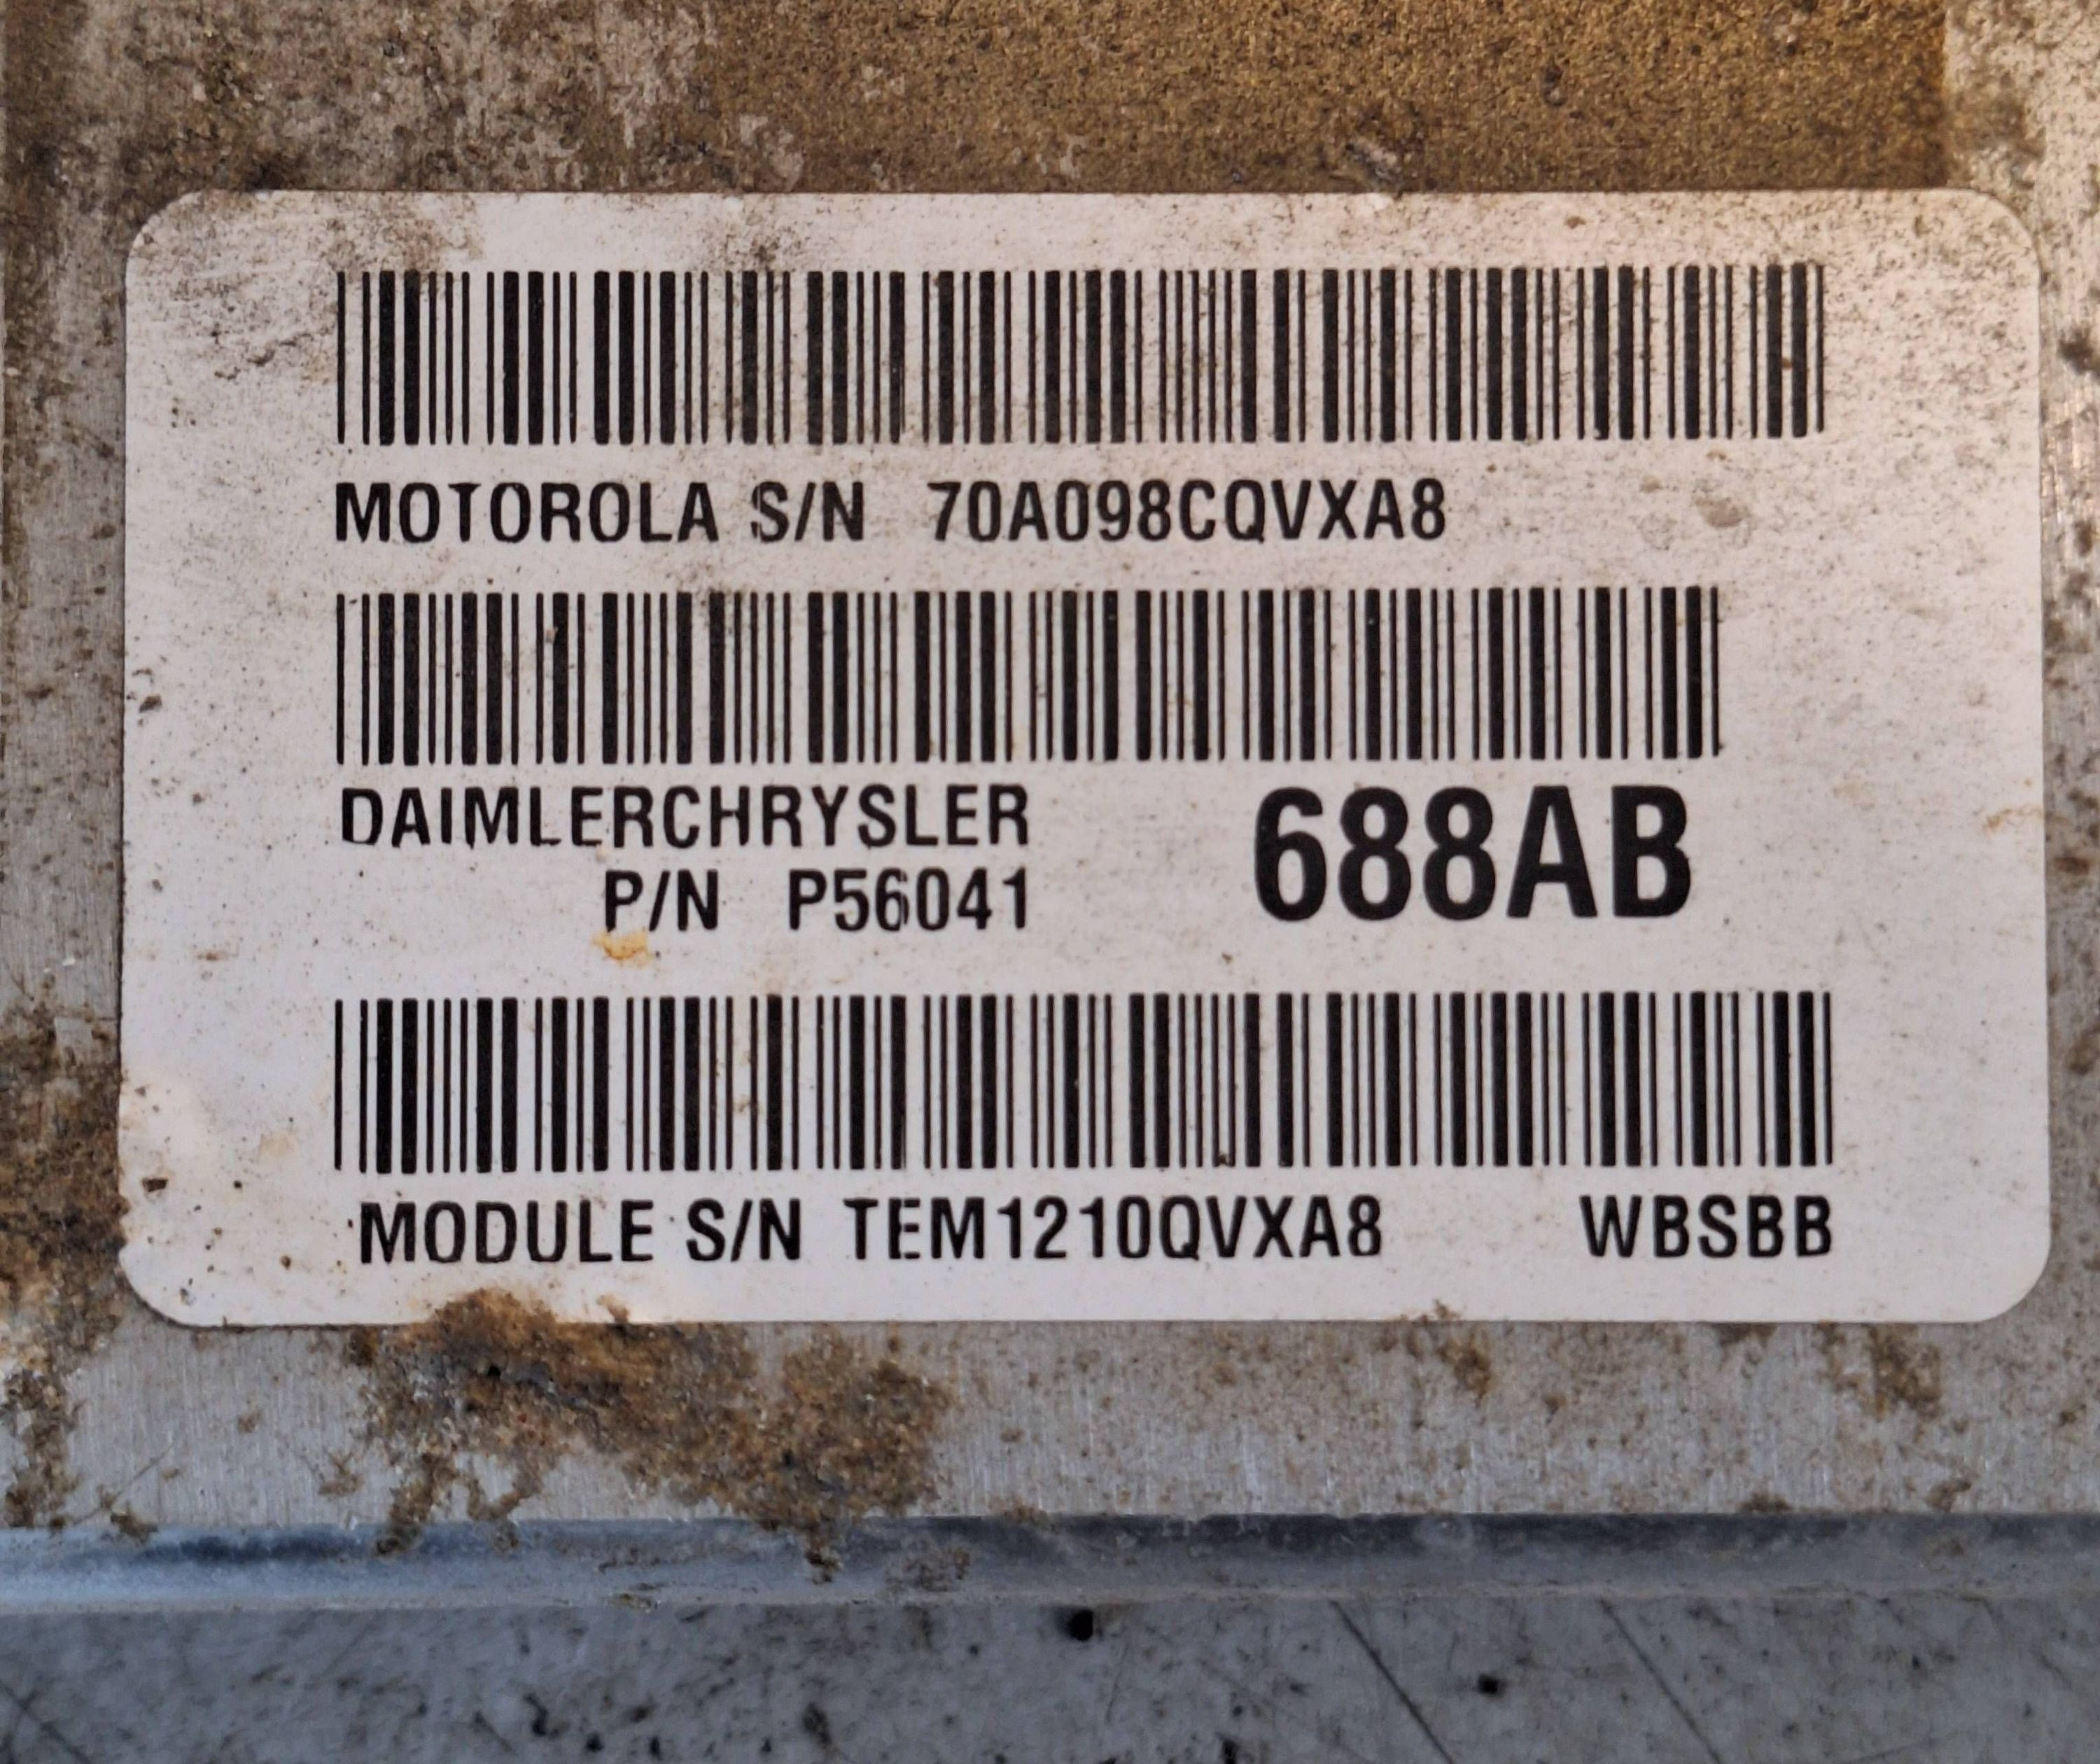 MOTOROLA S/N 70A098CQVXA8
DAIMLERCHRYSLER
P/N P56041 688AB
MODULE S/N TEM1210QVXA8 WBSBB